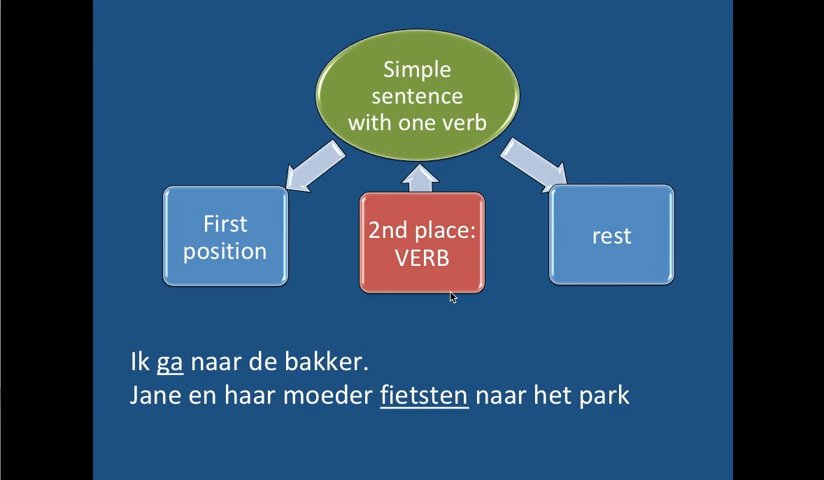 Simple
sentence
with one verb
First
position
2nd place:
VERB
rest
Ik ga naar de bakker.
Jane en haar moeder fietsten naar het park